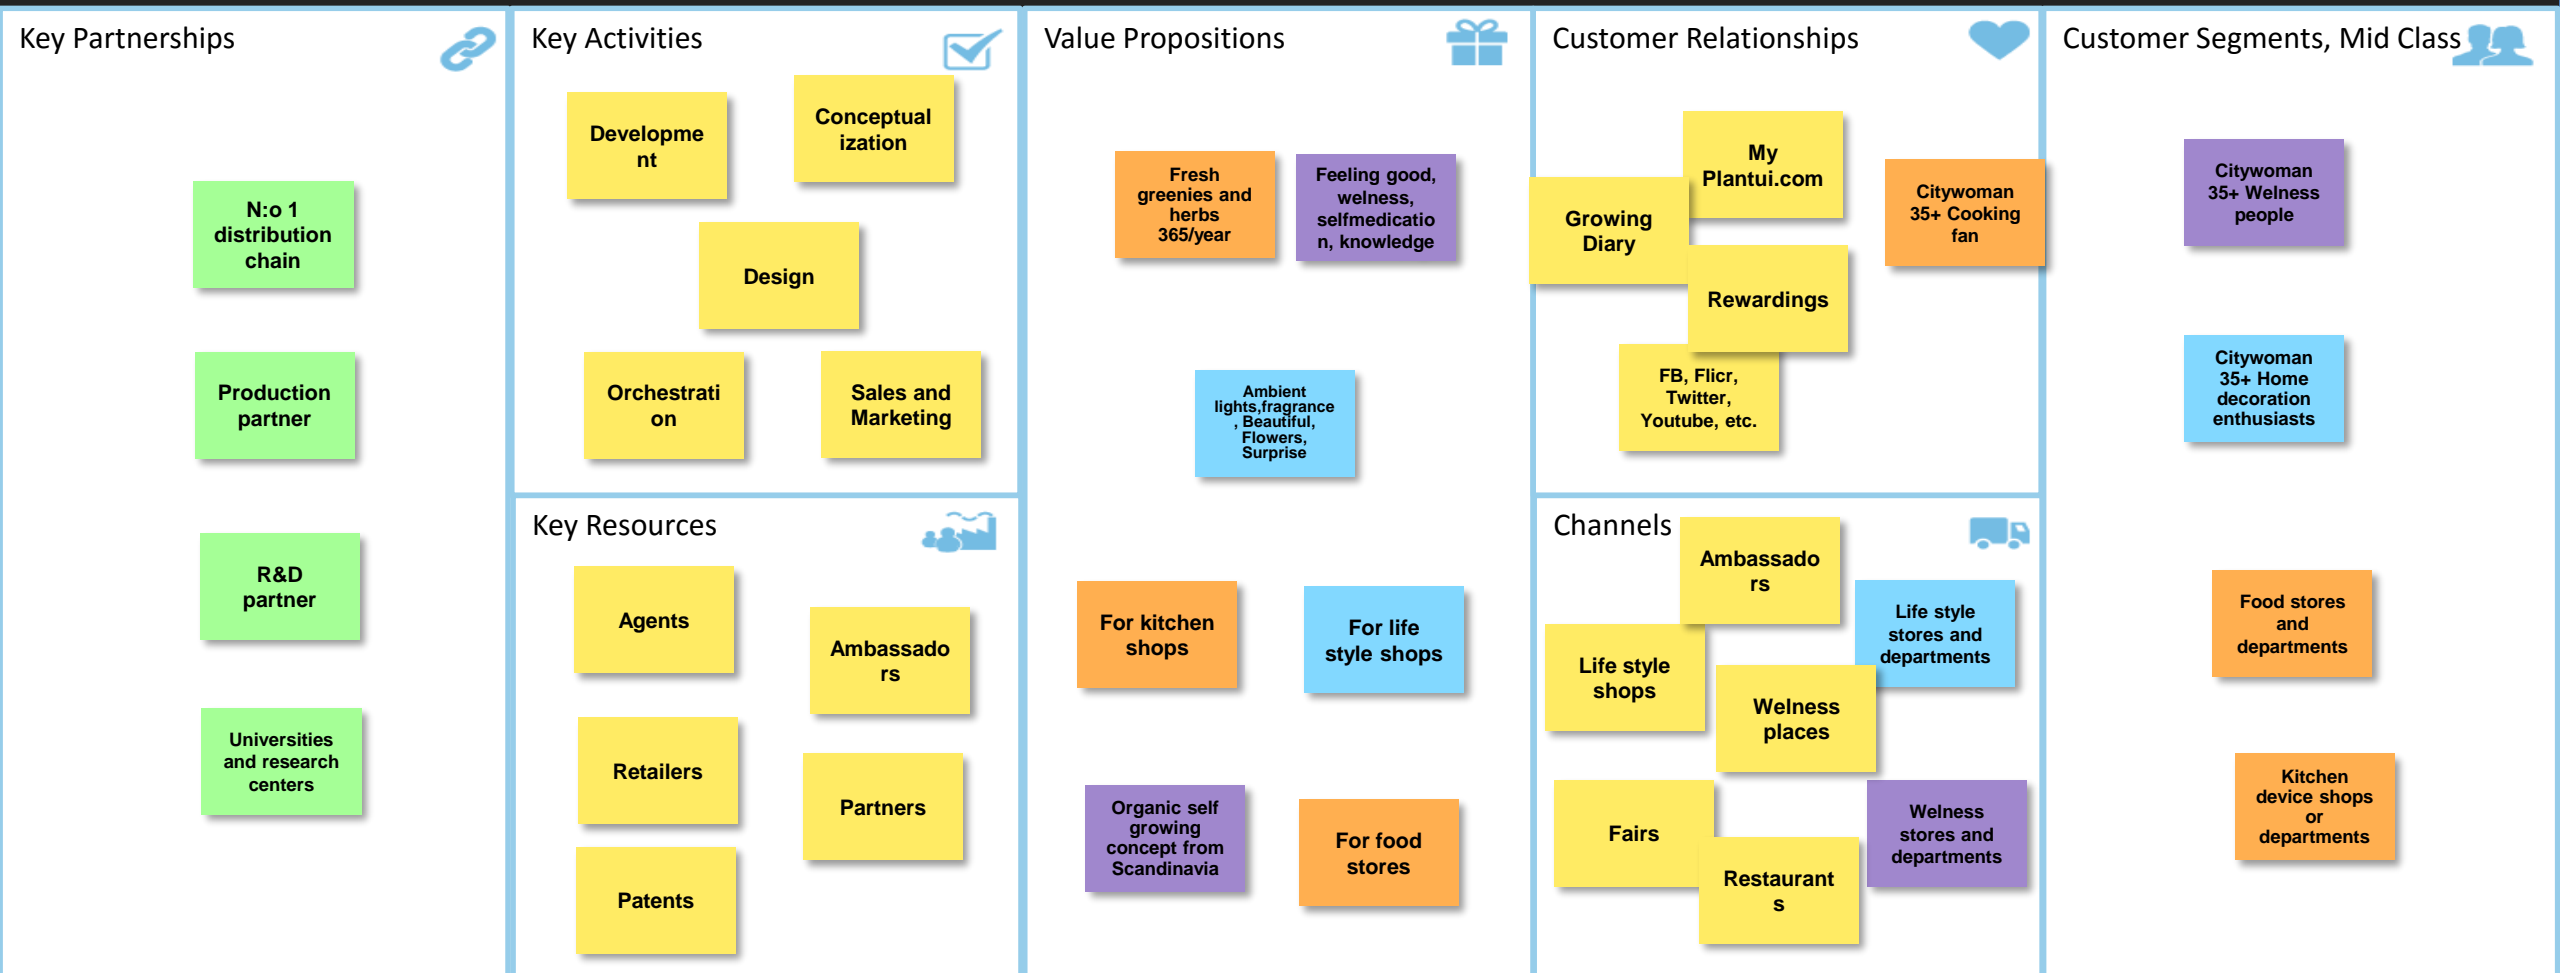 Key Partnerships
N:o 1
distribution
chain
Production
partner
R&D
partner
Universities
and research
centers
Key Activities
Developme
nt
Conceptual
ization
Design
Orchestrati
on
Sales and
Marketing
Key Resources
Agents
Ambassado
rs
Retailers
Partners
Patents
Value Propositions
Fresh
greenies and
herbs
365/year
Feeling good,
welness,
selfmedicatio
n, knowledge
Ambient
lights,fragrance
, Beautiful,
Flowers,
Surprise
For kitchen
shops
For life
style shops
Organic self
growing
concept from
Scandinavia
For food
stores
Customer Relationships
My
Plantui.com
Growing
Diary
Citywoman
35+ Cooking
fan
Rewardings
FB, Flicr,
Twitter,
Youtube, etc.
Channels
Ambassado
rs
Life style
stores and
departments
Life style
shops
Welness
places
Fairs
Welness
stores and
departments
Restaurant
s
Customer Segments, Mid Class
Citywoman
35+ Welness
people
Citywoman
35+ Home
decoration
enthusiasts
Food stores
and
departments
Kitchen
device shops
or
departments